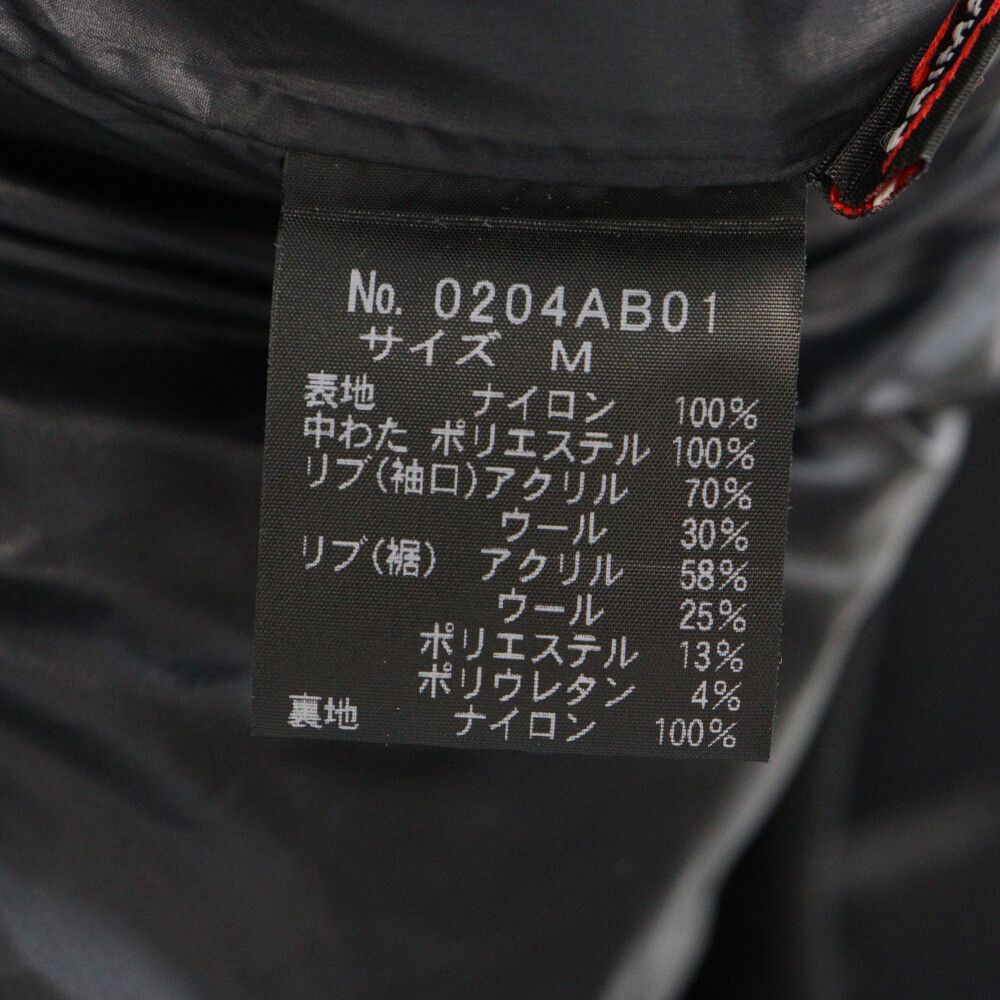 No. 0204AB01
サイズ M
表地 ナイロン 100%
中わた ポリエステル 100%
リブ(袖口)アクリル 70%
ウール 30%
リブ(裾) アクリル 58%
ウール 25%
ポリエステル 13%
ポリウレタン 4%
裏地 ナイロン 100%